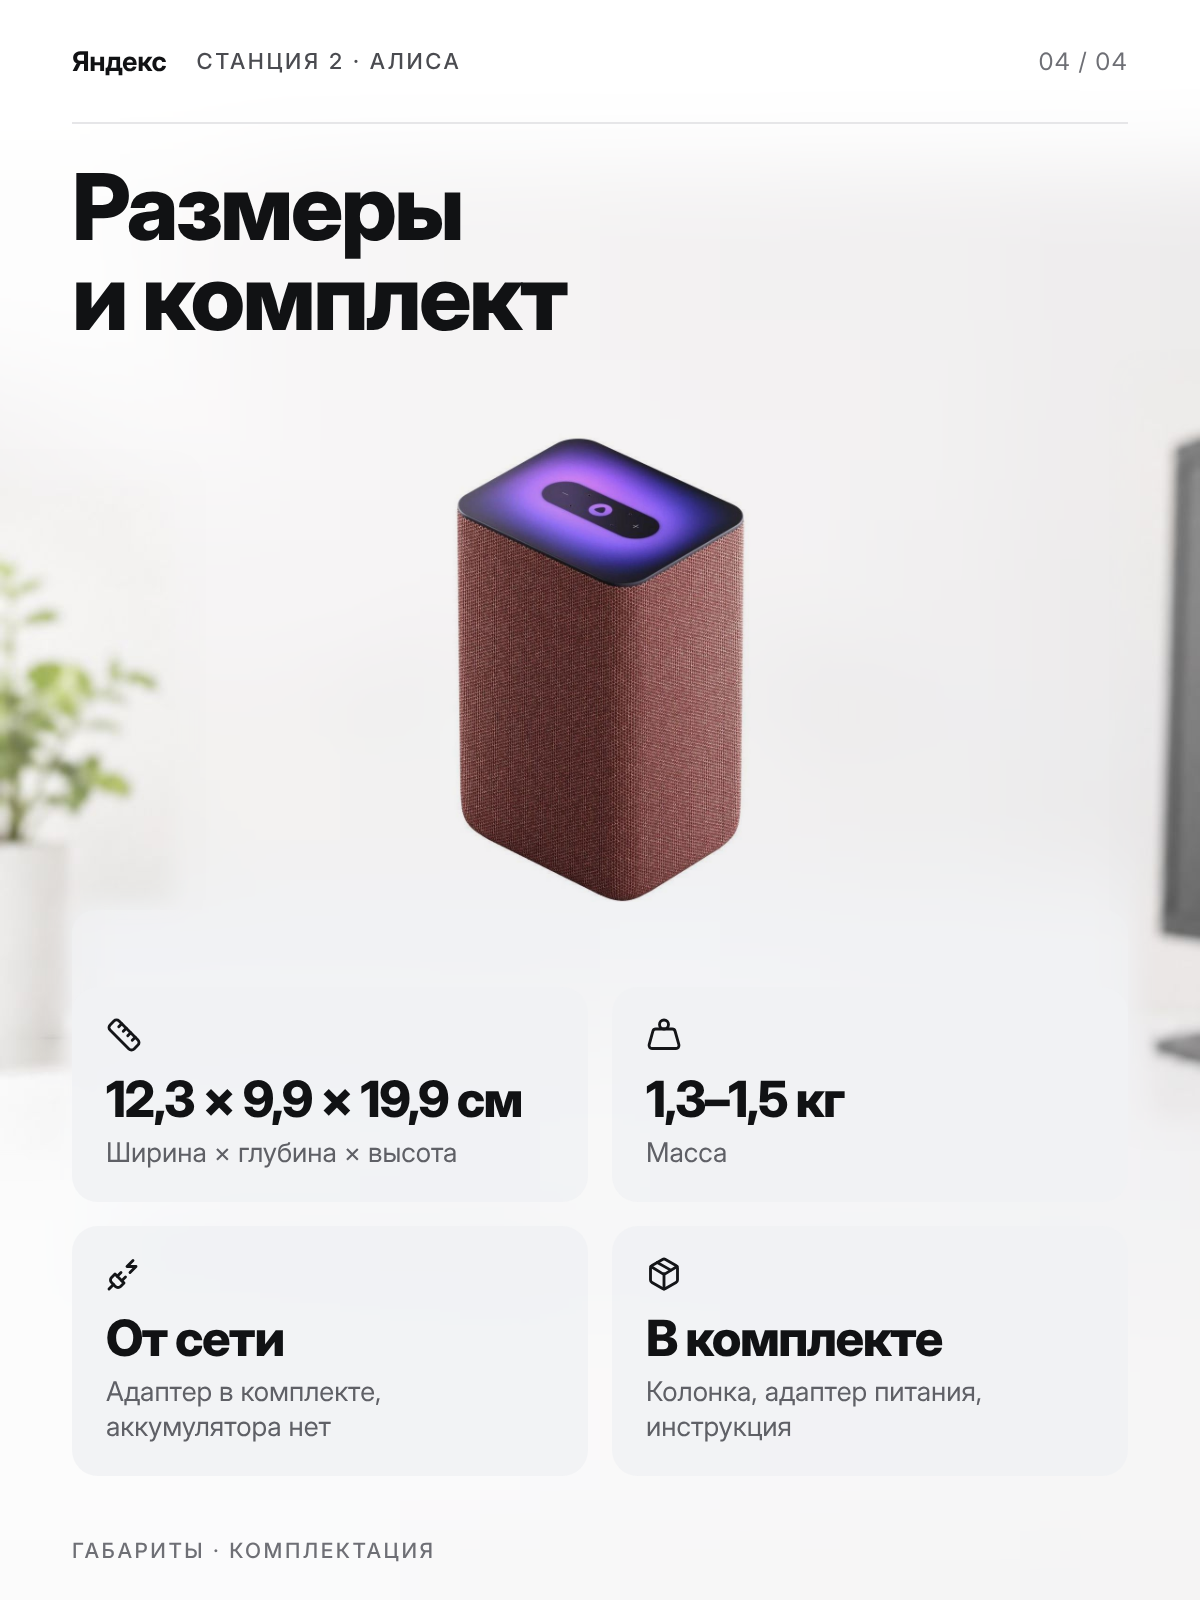 Яндекс СТАНЦИЯ 2 · АЛИСА 04 / 04
Размеры
и комплект
12,3 × 9,9 × 19,9 см
Ширина × глубина × высота
1,3–1,5 кг
Масса
От сети
Адаптер в комплекте,
аккумулятора нет
В комплекте
Колонка, адаптер питания,
инструкция
ГАБАРИТЫ · КОМПЛЕКТАЦИЯ